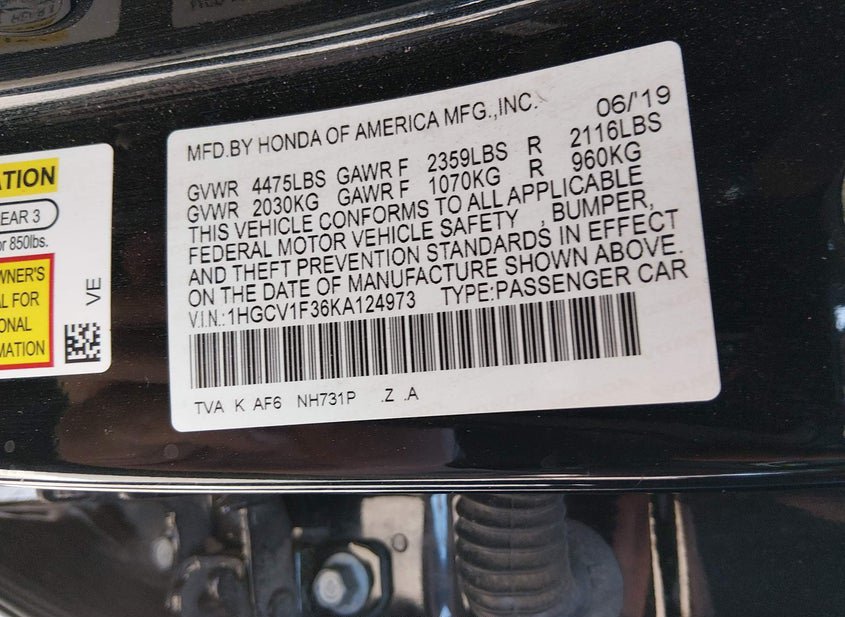 MFD.BY HONDA OF AMERICA MFG.,INC. 06/'19
GVWR 4475LBS GAWR F 2359LBS R 2116LBS
GVWR 2030KG GAWR F 1070KG R 960KG
THIS VEHICLE CONFORMS TO ALL APPLICABLE
FEDERAL MOTOR VEHICLE SAFETY , BUMPER,
AND THEFT PREVENTION STANDARDS IN EFFECT
ON THE DATE OF MANUFACTURE SHOWN ABOVE.
V.I.N.:1HGCV1F36KA124973 TYPE:PASSENGER CAR
TVA K AF6 NH731P .Z .A
TION
EAR 3
or 850lbs.
WNER'S
AL FOR
ONAL
MATION
VE